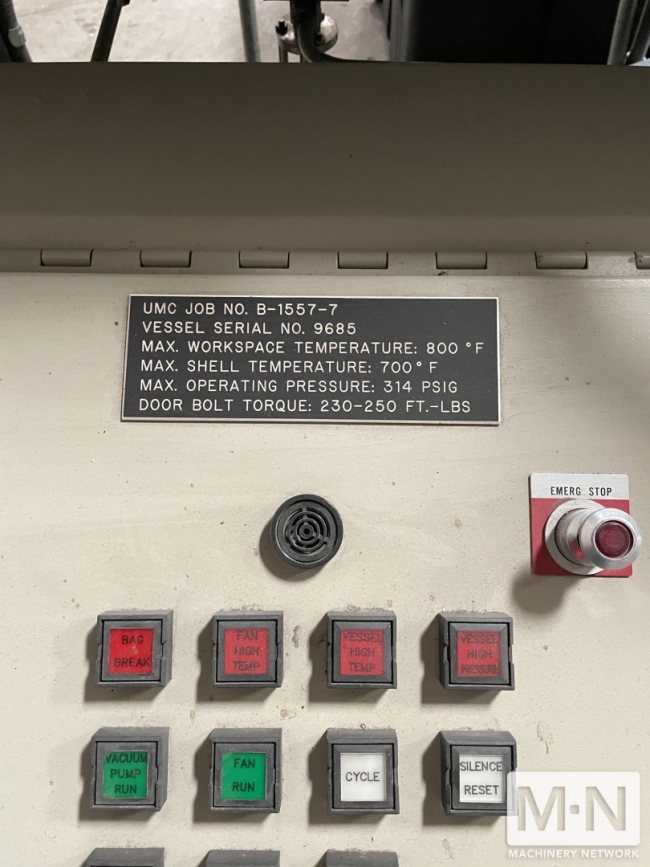 UMC JOB NO. B-1557-7
VESSEL SERIAL NO. 9685
MAX. WORKSPACE TEMPERATURE: 800 °F
MAX. SHELL TEMPERATURE: 700° F
MAX. OPERATING PRESSURE: 314 PSIG
DOOR BOLT TORQUE: 230-250 FT.-LBS
EMERG STOP
BAG
BREAK
FAN
HIGH
TEMP
VESSEL
HIGH
TEMP
VESSEL
HIGH
PRESSURE
VACUUM
PUMP
RUN
FAN
RUN
CYCLE
SILENCE
RESET
M·N
MACHINERY NETWORK